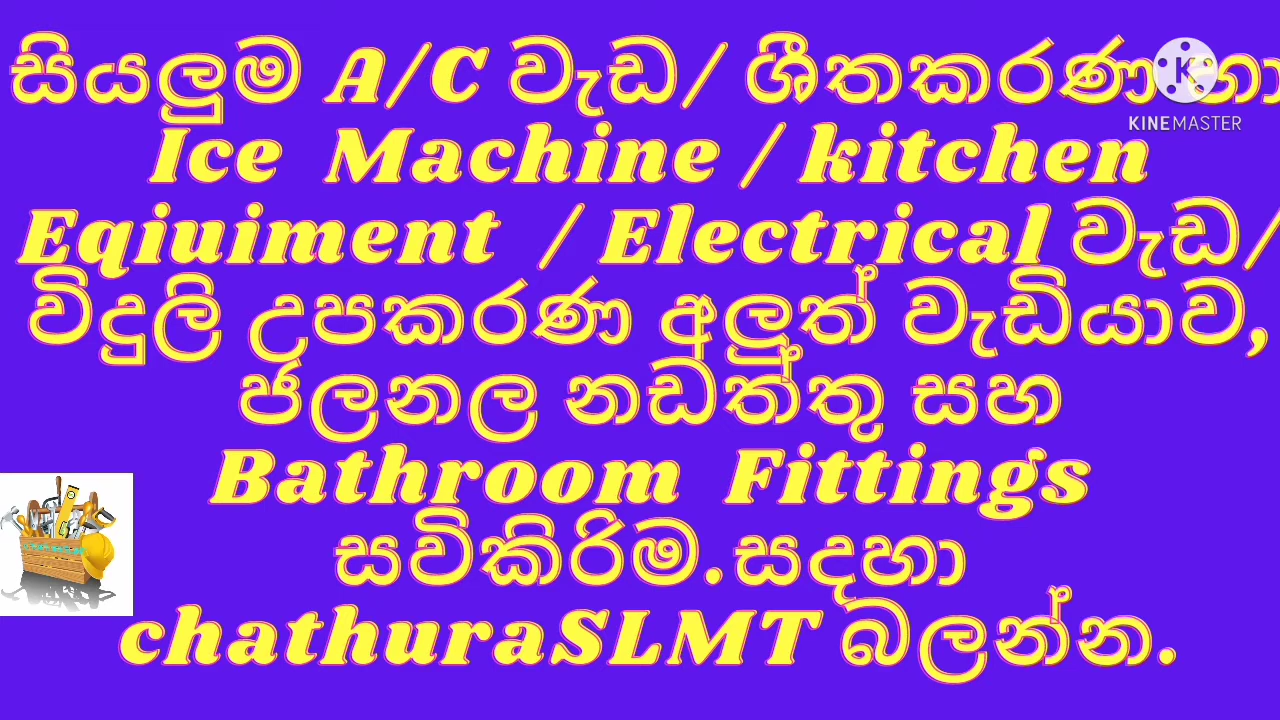 සියලුම A/C වැඩ/ ශීතකරණ හා
KINEMASTER
Ice Machine / kitchen
Eqiuiment / Electrical වැඩ/
විදුලි උපකරණ අලුත් වැඩියාව,
ජලනල නඩත්තු සහ
Bathroom Fittings
සවිකිරිම.සදහා
chathuraSLMT බලන්න.